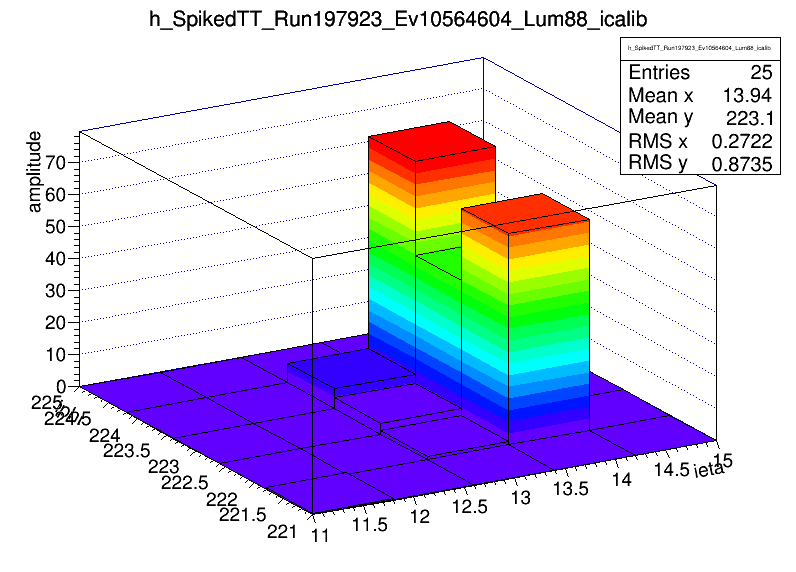 h_SpikedTT_Run197923_Ev10564604_Lum88_icalib
h_SpikedTT_Run197923_Ev10564604_Lum88_icalib
Entries 25
Mean x 13.94
Mean y 223.1
RMS x 0.2722
RMS y 0.8735
amplitude
70
60
50
40
30
20
10
0
225
224.5
224
223.5
223
222.5
222
221.5
221
11
11.5
12
12.5
13
13.5
14
14.5
15
ieta